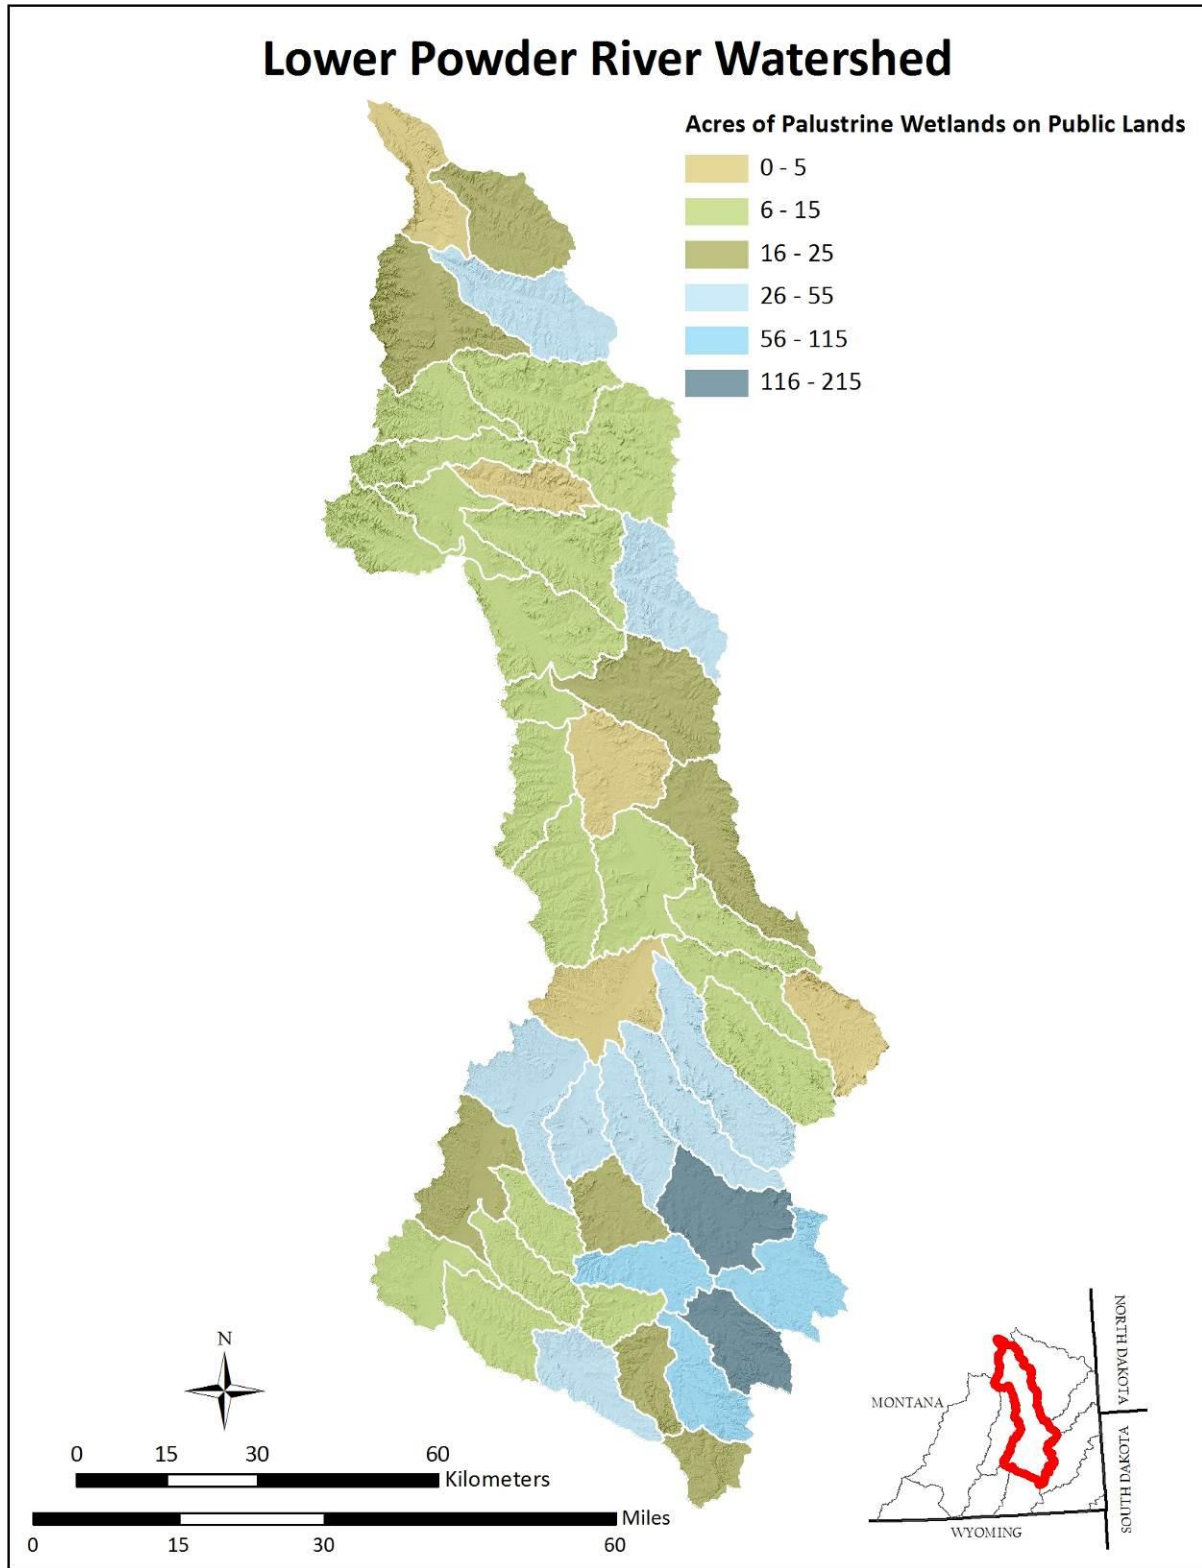 Lower Powder River Watershed
Acres of Palustrine Wetlands on Public Lands
0 - 5
6 - 15
16 - 25
26 - 55
56 - 115
116 - 215
N
0 15 30 60
Kilometers
Miles
0 15 30 60
MONTANA
NORTH DAKOTA
SOUTH DAKOTA
WYOMING